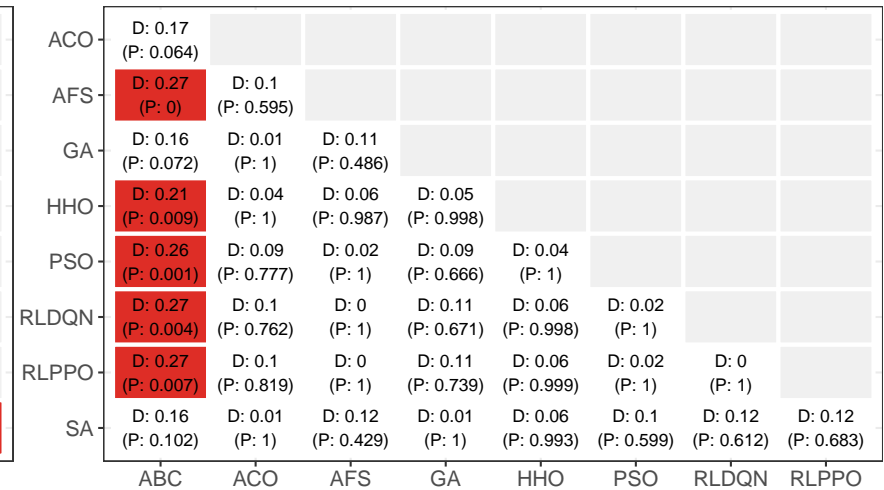 ACO D: 0.17
(P: 0.064)
AFS D: 0.27 D: 0.1
(P: 0) (P: 0.595)
GA D: 0.16 D: 0.01 D: 0.11
(P: 0.072) (P: 1) (P: 0.486)
HHO D: 0.21 D: 0.04 D: 0.06 D: 0.05
(P: 0.009) (P: 1) (P: 0.987) (P: 0.998)
PSO D: 0.26 D: 0.09 D: 0.02 D: 0.09 D: 0.04
(P: 0.001) (P: 0.777) (P: 1) (P: 0.666) (P: 1)
RLDQN D: 0.27 D: 0.1 D: 0 D: 0.11 D: 0.06 D: 0.02
(P: 0.004) (P: 0.762) (P: 1) (P: 0.671) (P: 0.998) (P: 1)
RLPPO D: 0.27 D: 0.1 D: 0 D: 0.11 D: 0.06 D: 0.02 D: 0
(P: 0.007) (P: 0.819) (P: 1) (P: 0.739) (P: 0.999) (P: 1) (P: 1)
SA D: 0.16 D: 0.01 D: 0.12 D: 0.01 D: 0.06 D: 0.1 D: 0.12 D: 0.12
(P: 0.102) (P: 1) (P: 0.429) (P: 1) (P: 0.993) (P: 0.599) (P: 0.612) (P: 0.683)
ABC ACO AFS GA HHO PSO RLDQN RLPPO